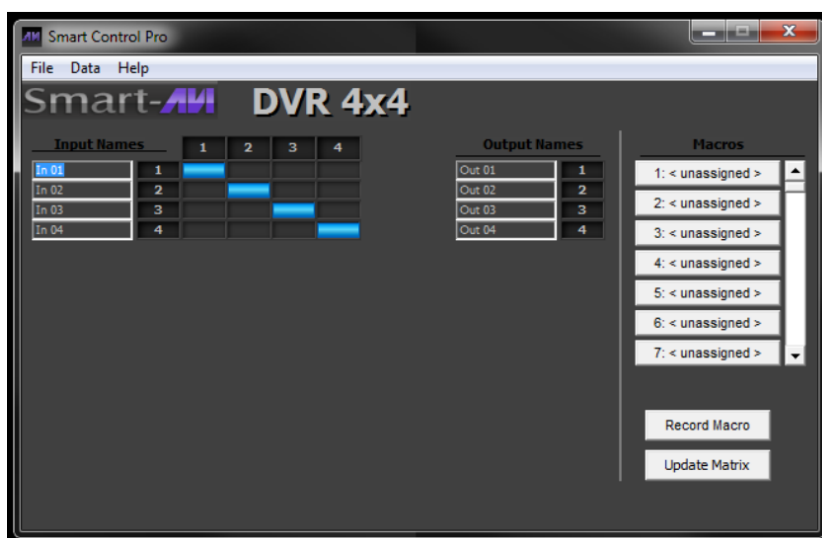 Smart Control Pro
File Data Help
Smart-AVI DVR 4x4
Input Names 1 2 3 4 Output Names Macros
In 01 1 Out 01 1 1: < unassigned >
In 02 2 Out 02 2 2: < unassigned >
In 03 3 Out 03 3 3: < unassigned >
In 04 4 Out 04 4 4: < unassigned >
5: < unassigned >
6: < unassigned >
7: < unassigned >
Record Macro
Update Matrix